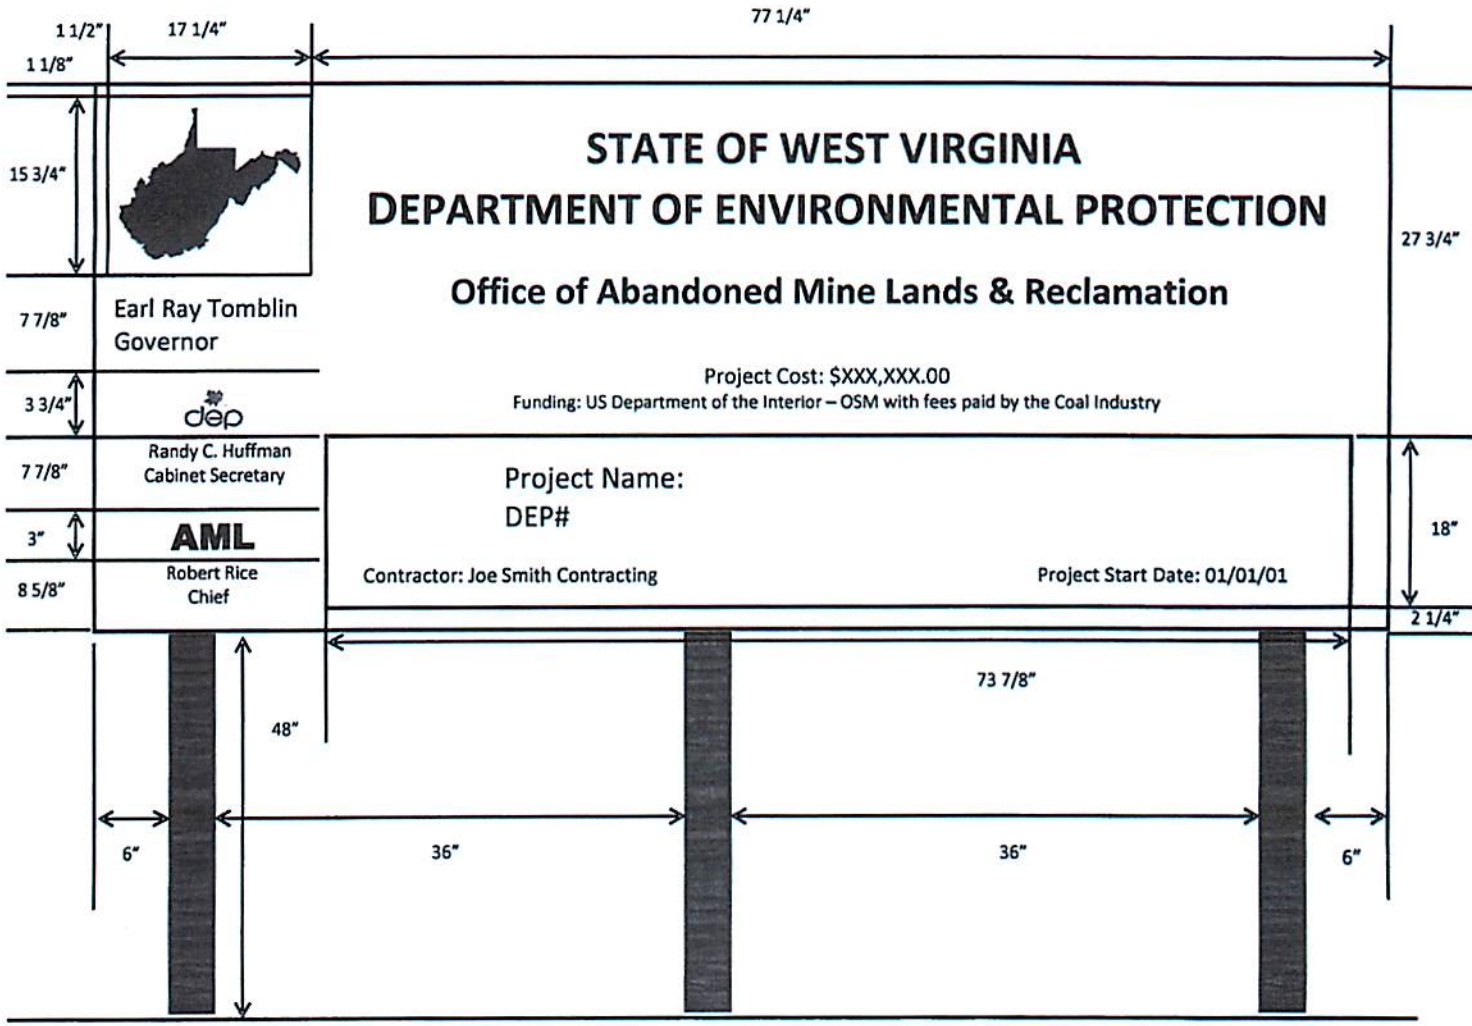 1 1/2" 17 1/4" 77 1/4"
1 1/8"
15 3/4"
STATE OF WEST VIRGINIA
DEPARTMENT OF ENVIRONMENTAL PROTECTION
27 3/4"
Office of Abandoned Mine Lands & Reclamation
7 7/8"
Earl Ray Tomblin
Governor
Project Cost: $XXX,XXX.00
Funding: US Department of the Interior – OSM with fees paid by the Coal Industry
3 3/4"
dep
7 7/8"
Randy C. Huffman
Cabinet Secretary
Project Name:
DEP#
18"
3"
AML
8 5/8"
Robert Rice
Chief
Contractor: Joe Smith Contracting
Project Start Date: 01/01/01
2 1/4"
73 7/8"
48"
6" 36" 36" 6"